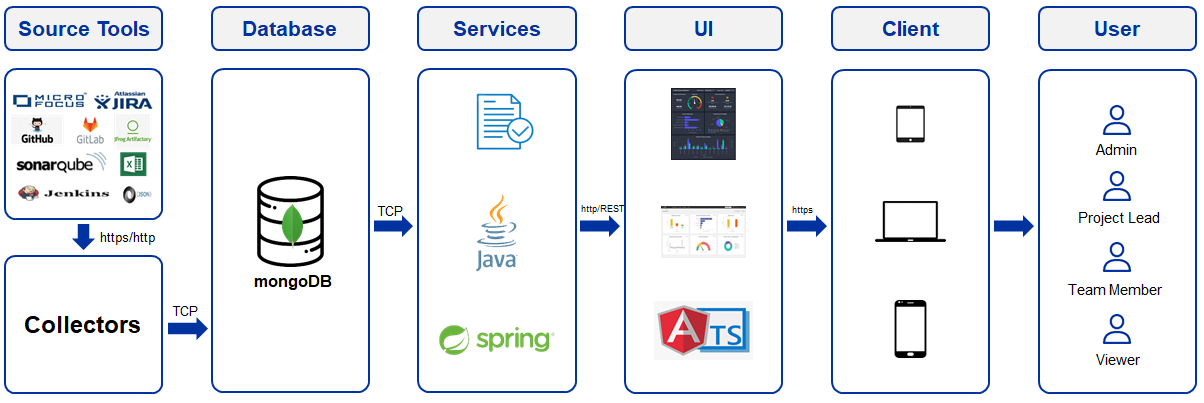 Source Tools
Database
Services
UI
Client
User
MICRO
FOCUS
Atlassian
JIRA
GitHub
GitLab
JFrog Artifactory
sonarqube
Jenkins
JSON
https/http
Collectors
TCP
mongoDB
TCP
Java
spring
http/REST
A TS
https
Admin
Project Lead
Team Member
Viewer